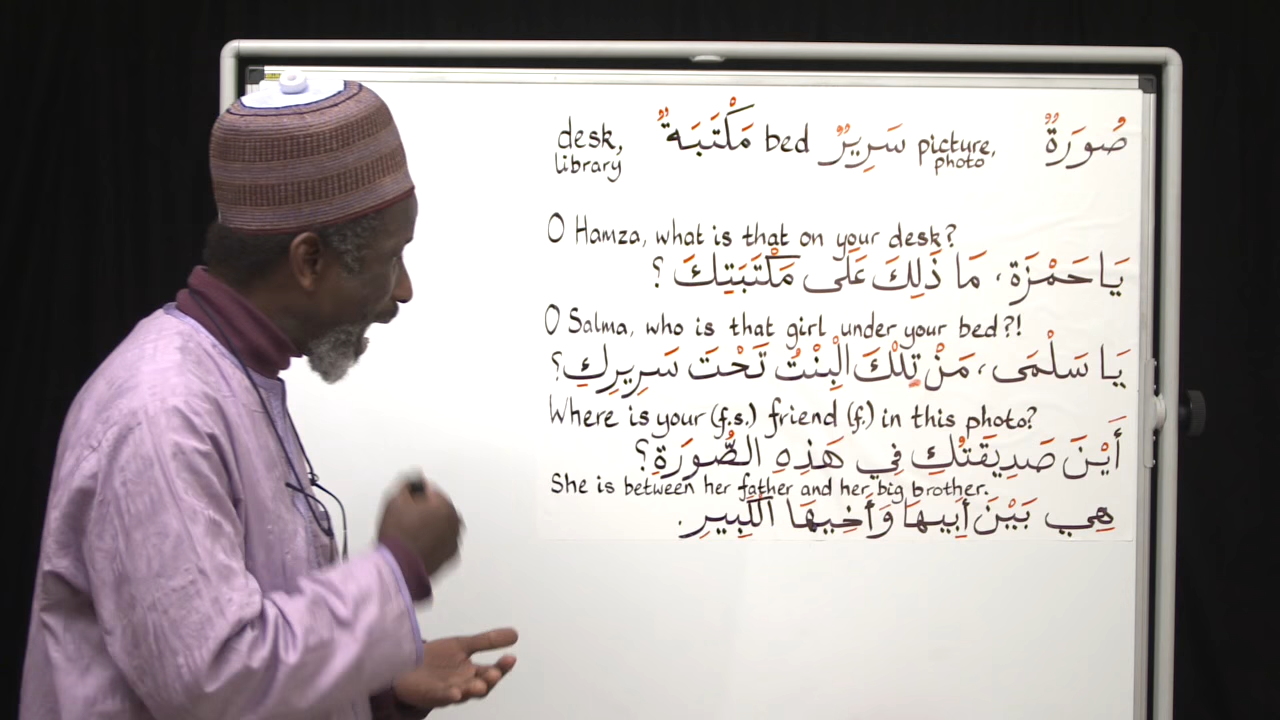 صُورَةٌ picture, photo سَرِيرٌ bed مَكْتَبَةٌ desk, library
O Hamza, what is that on your desk?
يَا حَمْزَة، مَا ذَلِكَ عَلَى مَكْتَبَتِكَ؟
O Salma, who is that girl under your bed?!
يَا سَلْمَى، مَنْ تِلْكَ الْبِنْتُ تَحْتَ سَرِيرِكِ؟
Where is your (f.s.) friend (f.) in this photo?
أَيْنَ صَدِيقَتُكِ فِي هَذِهِ الصُّورَةِ؟
She is between her father and her big brother.
هِي بَيْنَ أَبِيهَا وَأَخِيهَا الْكَبِيرِ.